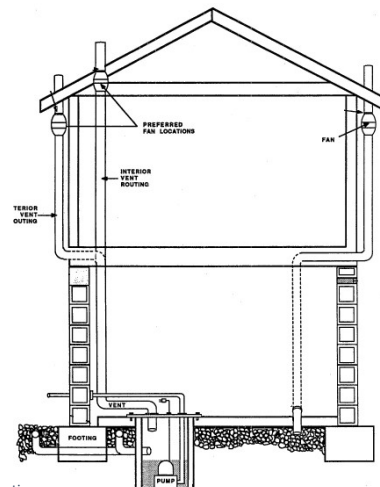 PREFERRED
FAN LOCATIONS
FAN
INTERIOR
VENT
ROUTING
TERIOR
VENT
OUTING
VENT
FOOTING
PUMP